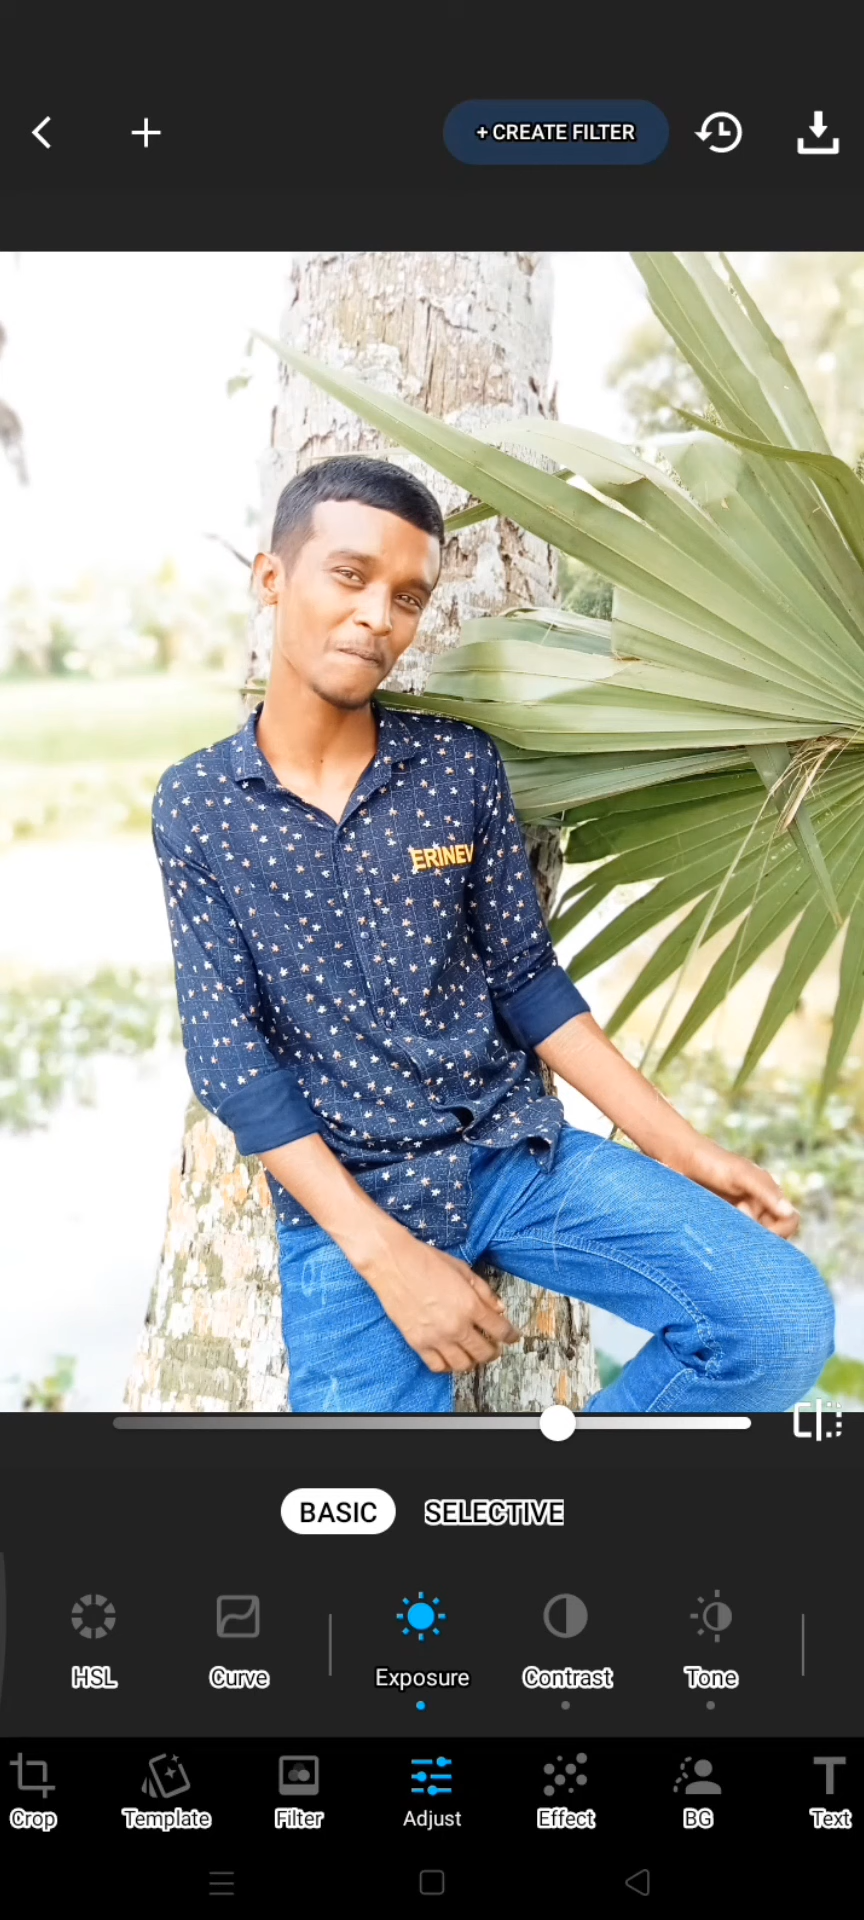 + CREATE FILTER
ERINEV
BASIC SELECTIVE
HSL Curve Exposure Contrast Tone
Crop Template Filter Adjust Effect BG Text